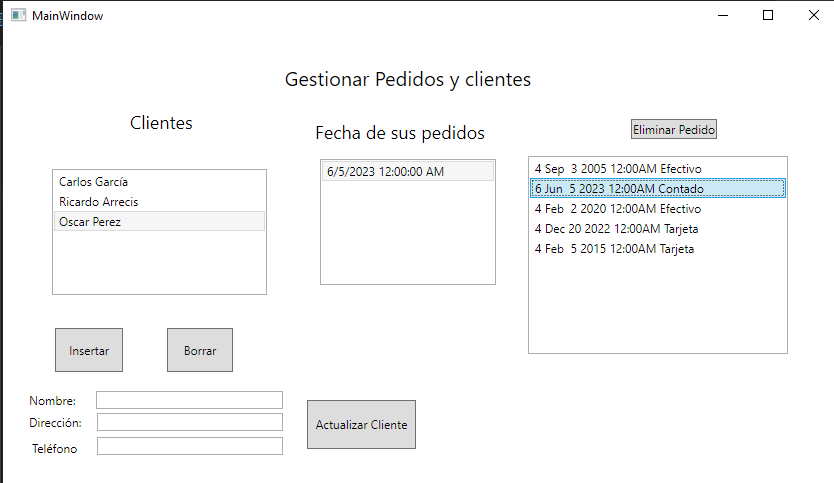 MainWindow
Gestionar Pedidos y clientes
Clientes
Fecha de sus pedidos
Eliminar Pedido
Carlos García
Ricardo Arrecis
Oscar Perez
6/5/2023 12:00:00 AM
4 Sep  3 2005 12:00AM Efectivo
6 Jun  5 2023 12:00AM Contado
4 Feb  2 2020 12:00AM Efectivo
4 Dec 20 2022 12:00AM Tarjeta
4 Feb  5 2015 12:00AM Tarjeta
Insertar
Borrar
Nombre:
Dirección:
Teléfono
Actualizar Cliente